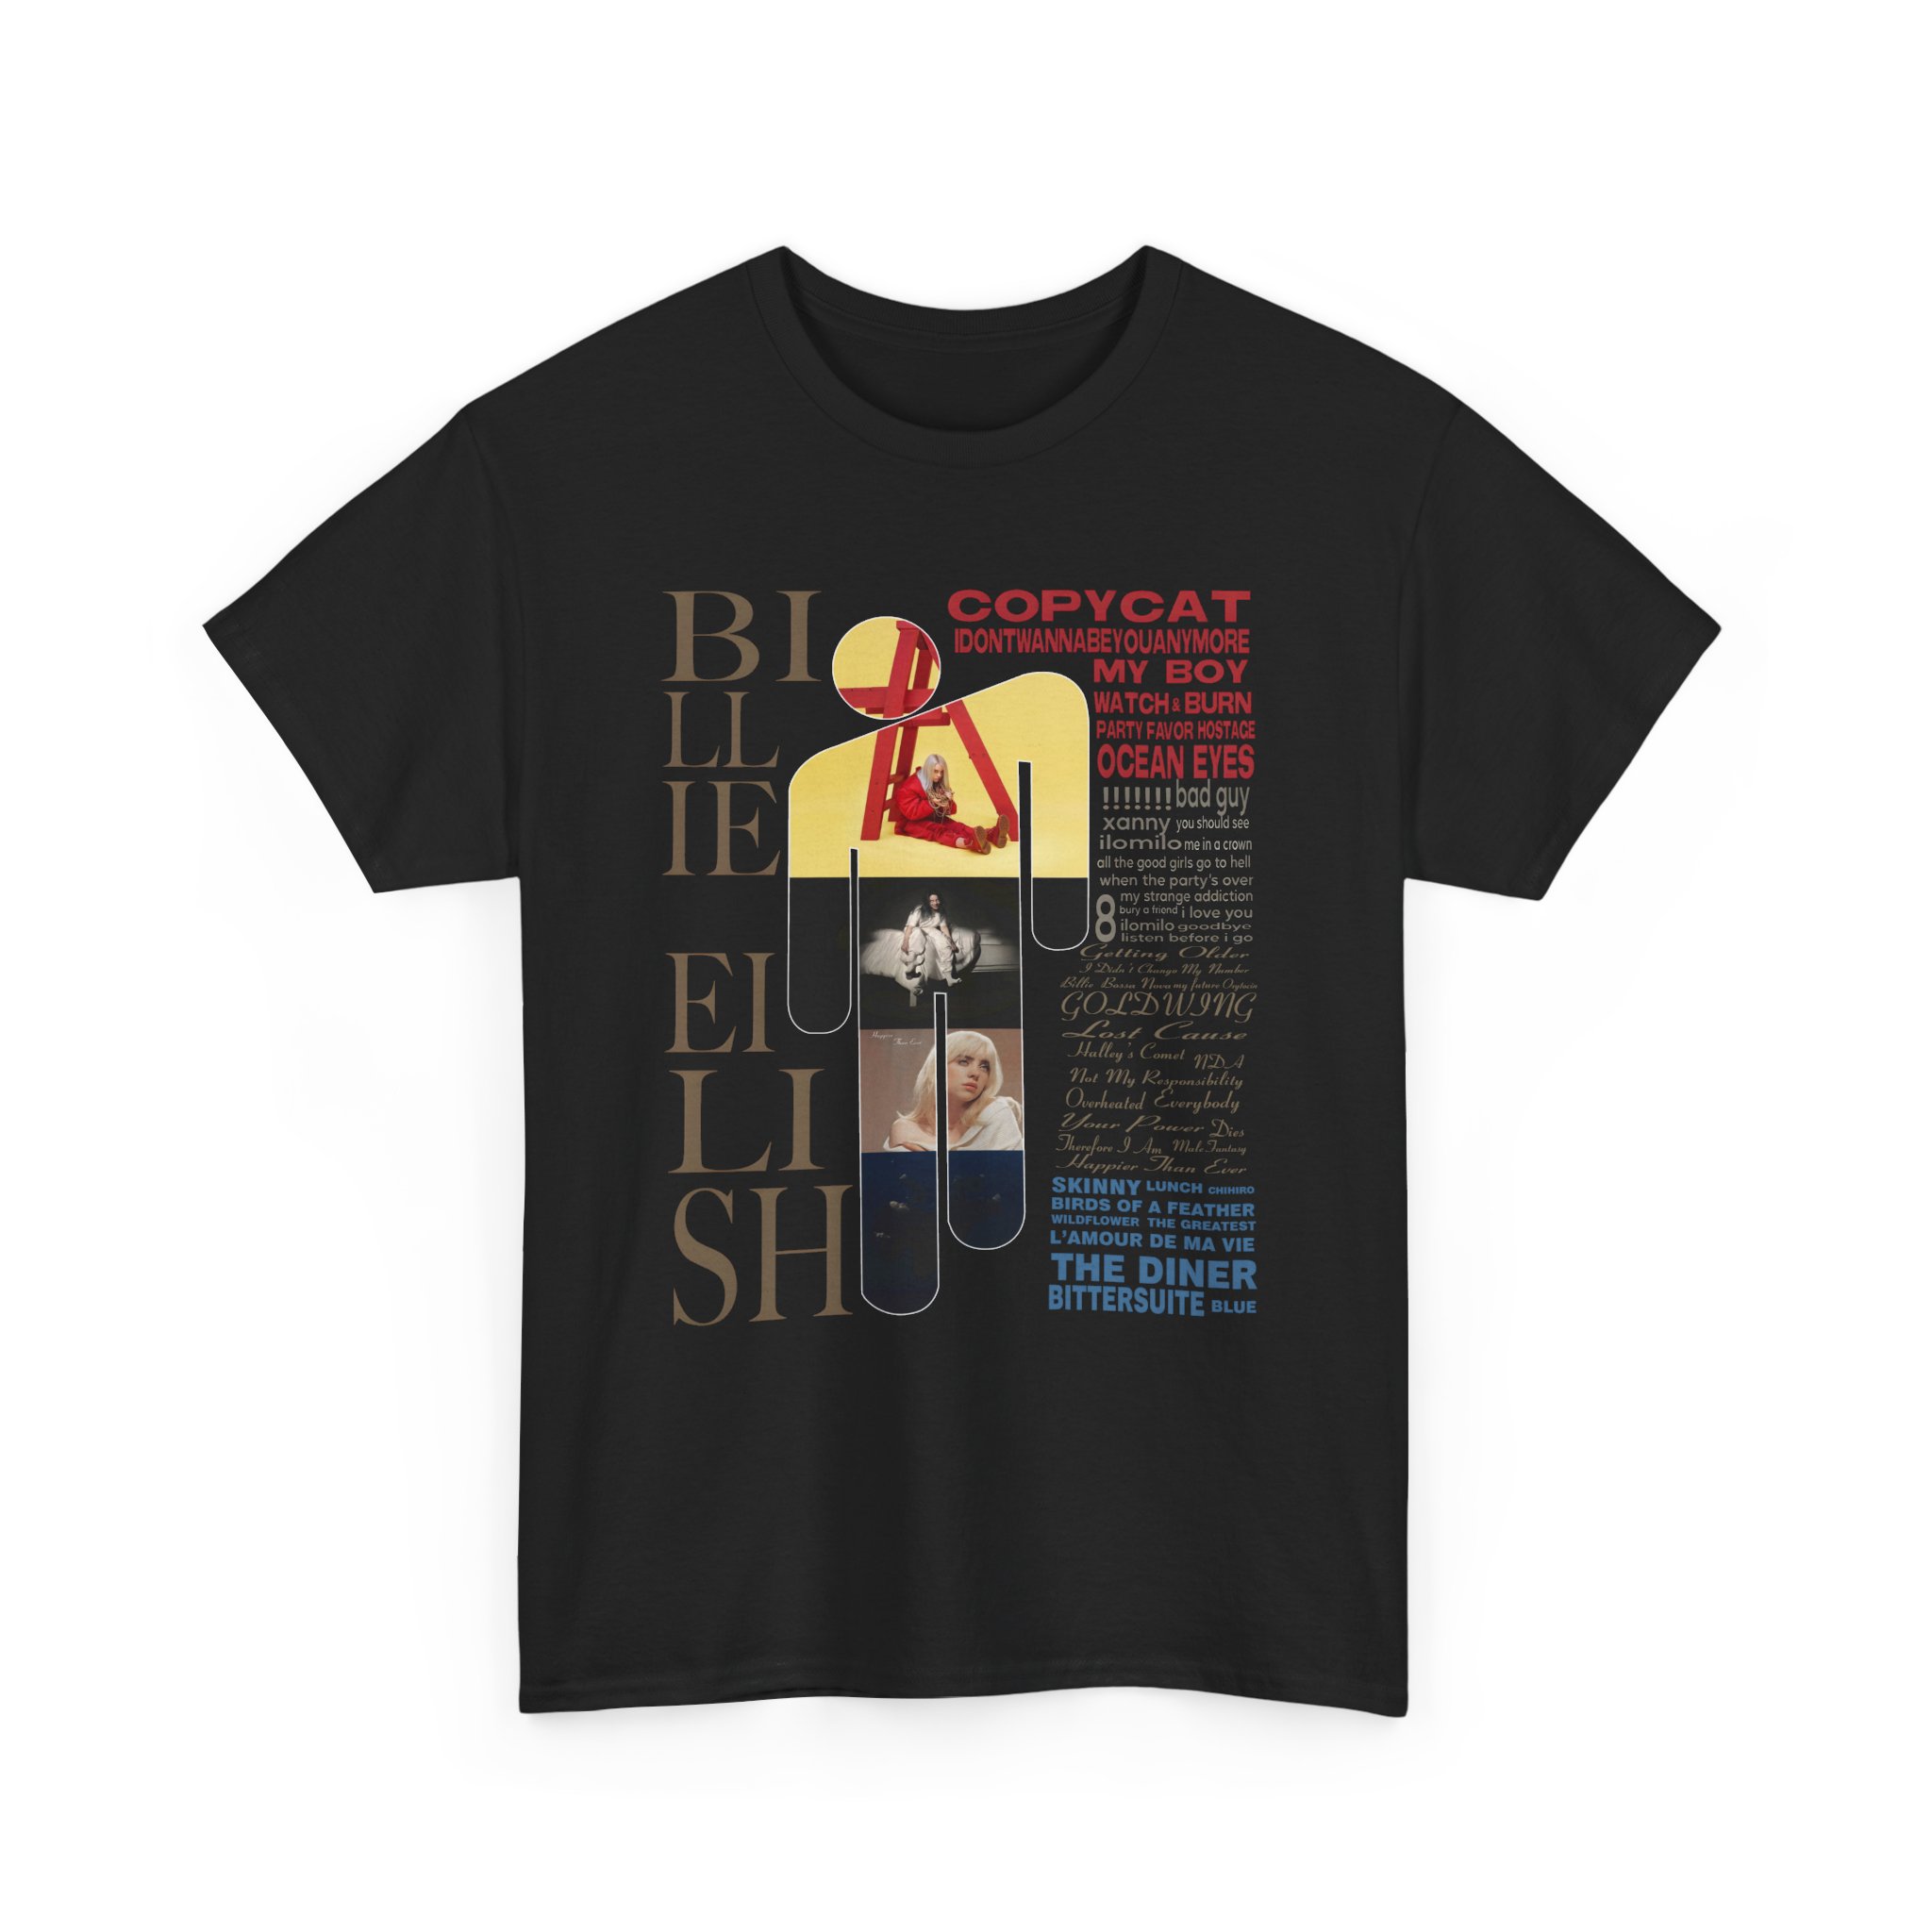 BI
LL
IE
EI
LI
SH
COPYCAT
IDONTWANNABEYOUANYMORE
MY BOY
WATCH & BURN
PARTY FAVOR HOSTAGE
OCEAN EYES
!!!!!!! bad guy
xanny you should see
ilomilo me in a crown
all the good girls go to hell
when the party's over
8 my strange addiction
bury a friend i love you
ilomilo goodbye
listen before i go
Getting Older
I Didn't Change My Number
Billie Bossa Nova my future Oxytocin
GOLDWING
Lost Cause
Halley's Comet NDA
Not My Responsibility
Overheated Everybody
Your Power Dies
Therefore I Am Male Fantasy
Happier Than Ever
SKINNY LUNCH CHIHIRO
BIRDS OF A FEATHER
WILDFLOWER THE GREATEST
L'AMOUR DE MA VIE
THE DINER
BITTERSUITE BLUE
Happier
Than Ever